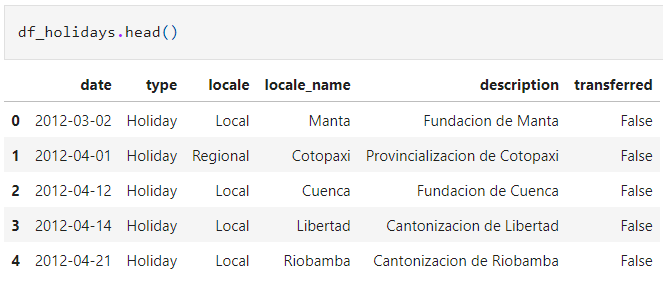 df_holidays.head()
date type locale locale_name description transferred
0 2012-03-02 Holiday Local Manta Fundacion de Manta False
1 2012-04-01 Holiday Regional Cotopaxi Provincializacion de Cotopaxi False
2 2012-04-12 Holiday Local Cuenca Fundacion de Cuenca False
3 2012-04-14 Holiday Local Libertad Cantonizacion de Libertad False
4 2012-04-21 Holiday Local Riobamba Cantonizacion de Riobamba False